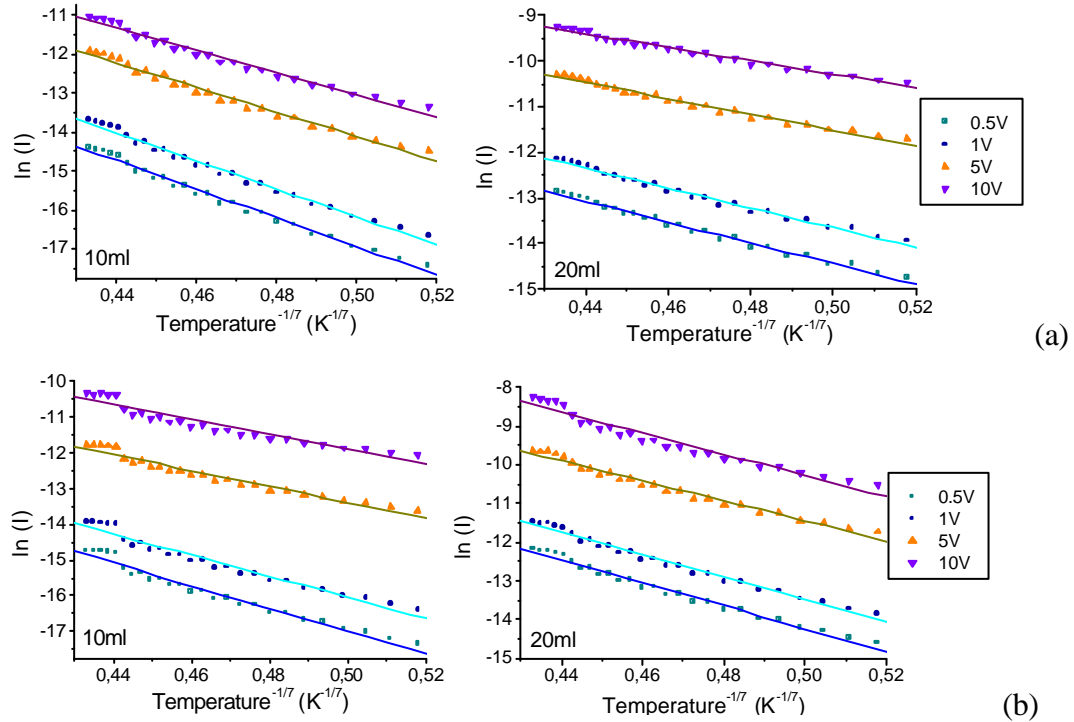 -11
-12
-13
-14
-15
-16
-17
ln (I)
10ml
0,44
0,46
0,48
0,50
0,52
Temperature-1/7 (K-1/7)
-9
-10
-11
-12
-13
-14
-15
ln (I)
20ml
0,44
0,46
0,48
0,50
0,52
Temperature-1/7 (K-1/7)
0.5V
1V
5V
10V
(a)
-10
-11
-12
-13
-14
-15
-16
-17
ln (I)
10ml
0,44
0,46
0,48
0,50
0,52
Temperature-1/7 (K-1/7)
-8
-9
-10
-11
-12
-13
-14
-15
ln (I)
20ml
0,44
0,46
0,48
0,50
0,52
Temperature-1/7 (K-1/7)
0.5V
1V
5V
10V
(b)